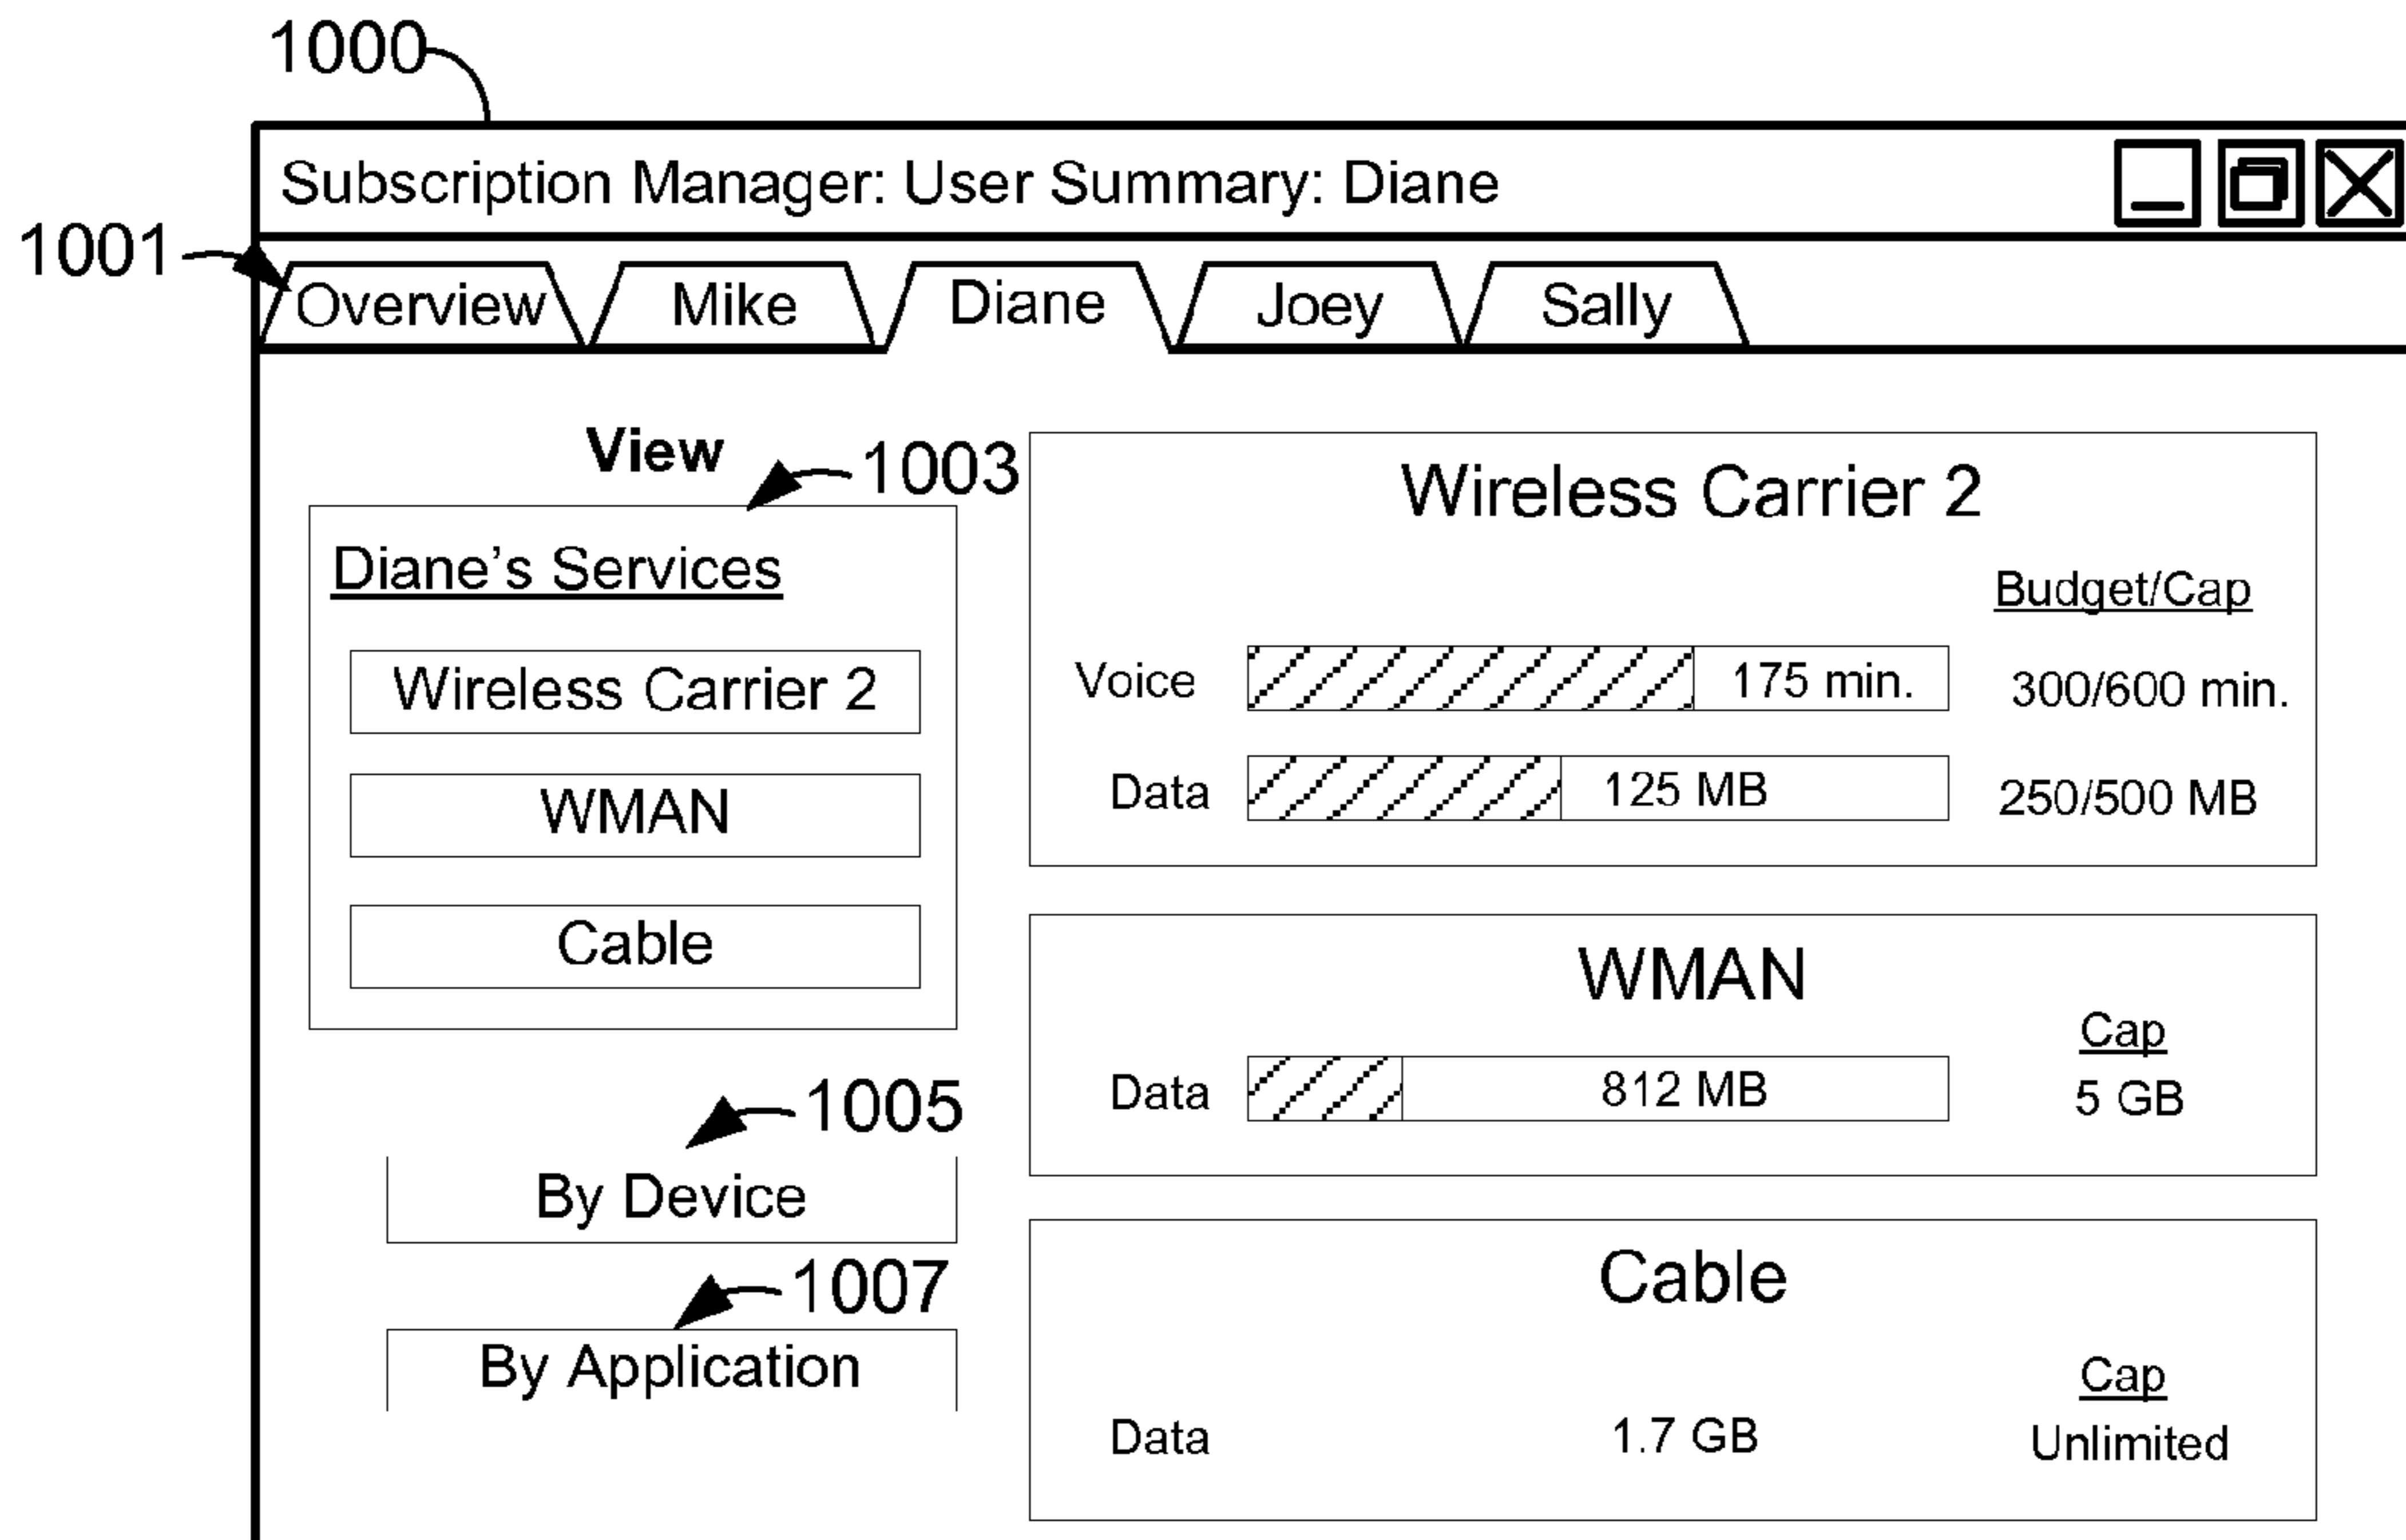 1000
Subscription Manager: User Summary: Diane
1001
Overview Mike Diane Joey Sally
View
1003
Diane's Services
Wireless Carrier 2
WMAN
Cable
1005
By Device
1007
By Application
Wireless Carrier 2
Budget/Cap
Voice 175 min. 300/600 min.
Data 125 MB 250/500 MB
WMAN
Cap
Data 812 MB 5 GB
Cable
Cap
Data 1.7 GB Unlimited